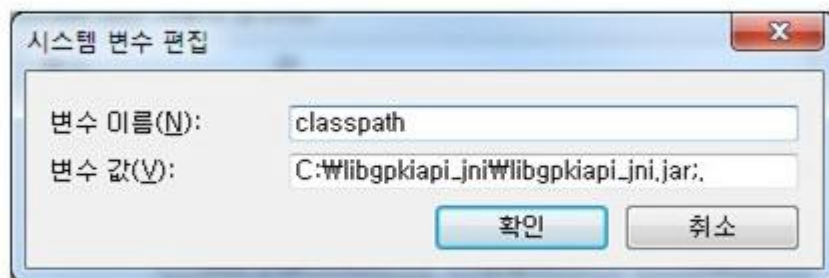 시스템 변수 편집
변수 이름(N): classpath
변수 값(V): C:₩libgpkiapi_jni₩libgpkiapi_jni.jar;.
확인 취소